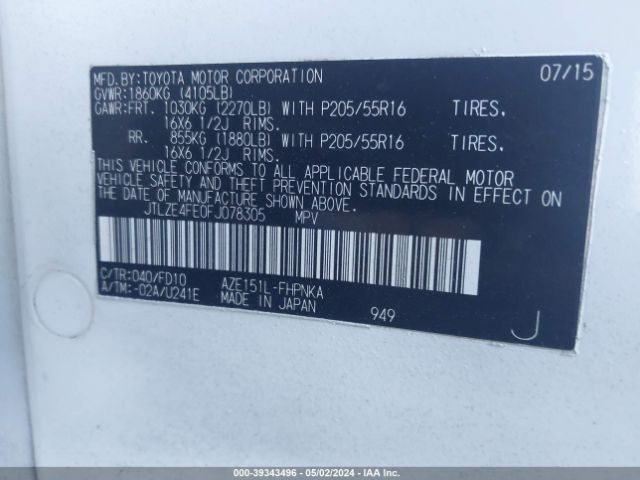 MFD.BY:TOYOTA MOTOR CORPORATION 07/15
GVWR:1860KG (4105LB)
GAWR:FRT. 1030KG (2270LB) WITH P205/55R16 TIRES.
16X6 1/2J RIMS.
RR. 855KG (1880LB) WITH P205/55R16 TIRES.
16X6 1/2J RIMS.
THIS VEHICLE CONFORMS TO ALL APPLICABLE FEDERAL MOTOR
VEHICLE SAFETY AND THEFT PREVENTION STANDARDS IN EFFECT ON
THE DATE OF MANUFACTURE SHOWN ABOVE.
JTLZE4FE0FJ078305 MPV
C/TR:040/FD10 AZE151L-FHPNKA
A/TM:-02A/U241E MADE IN JAPAN
949 J
000-39343496 - 05/02/2024 - IAA